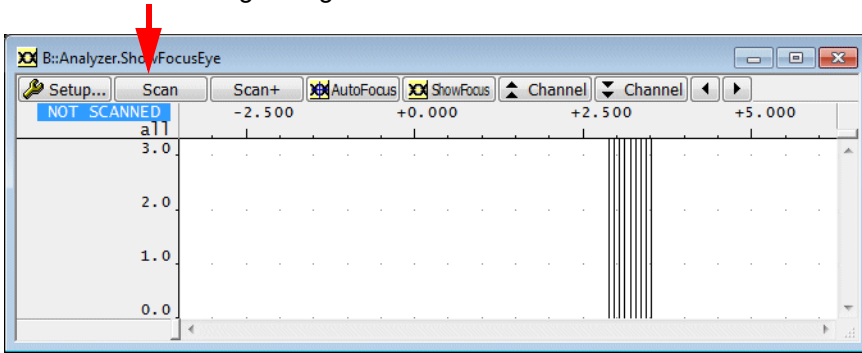 B::Analyzer.ShowFocusEye
Setup... Scan Scan+ AutoFocus ShowFocus Channel Channel
NOT SCANNED -2.500 +0.000 +2.500 +5.000
all
3.0
2.0
1.0
0.0